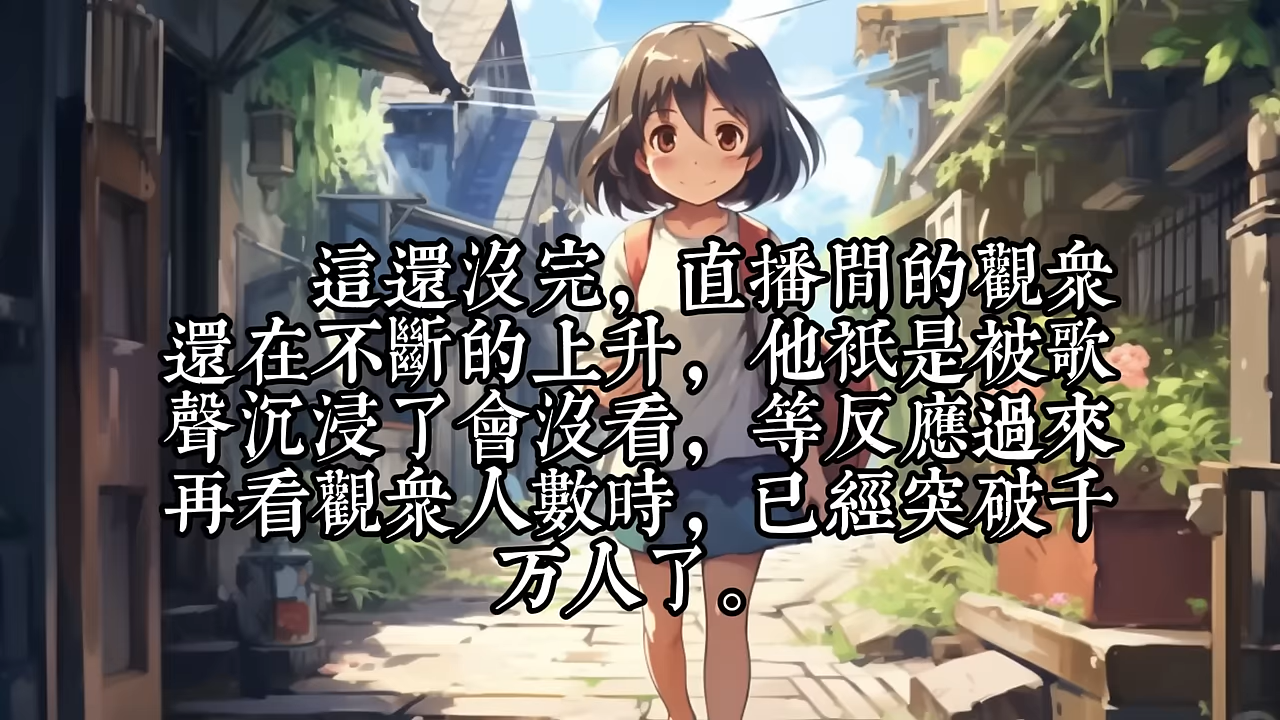 這還沒完，直播間的觀衆
還在不斷的上升，他衹是被歌
聲沉浸了會沒看，等反應過來
再看觀衆人數時，已經突破千
万人了。